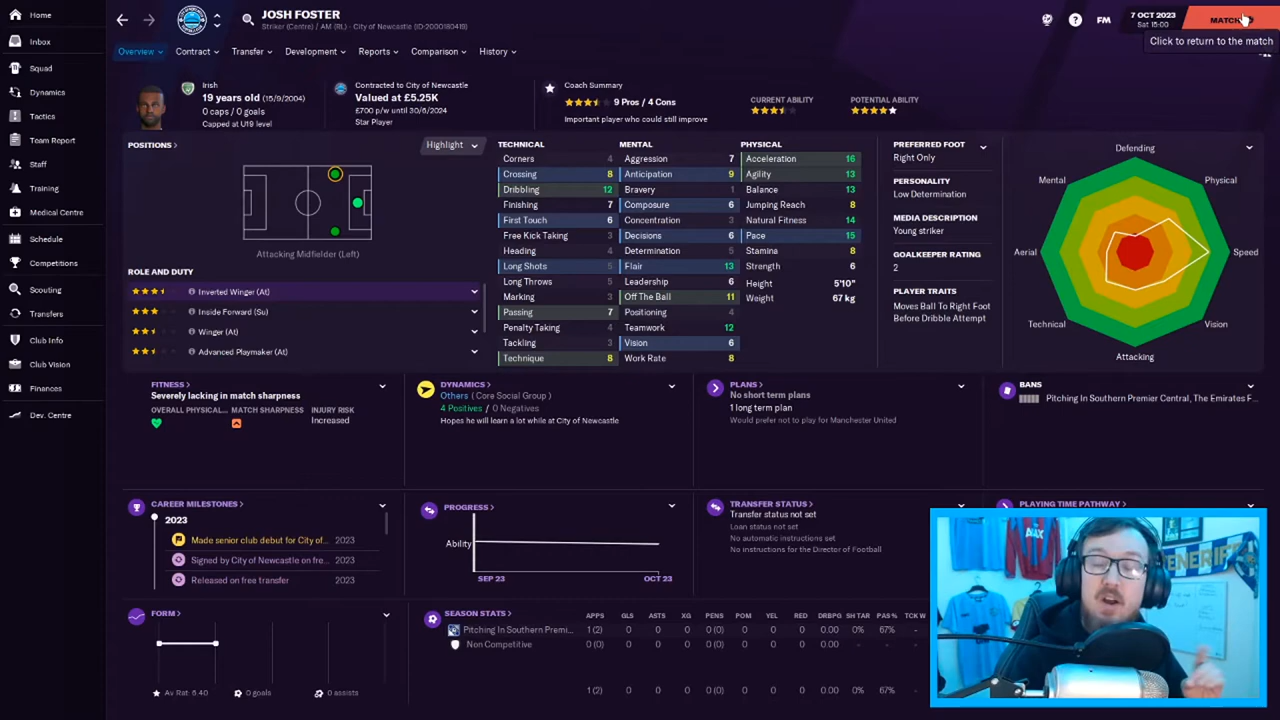 JOSH FOSTER
Striker (Centre) / AM (RL) - City of Newcastle (ID:2000180419)
FM
7 OCT 2023
Sat 15:00
MATCH
Click to return to the match
Home
Inbox
Squad
Dynamics
Tactics
Team Report
Staff
Training
Medical Centre
Schedule
Competitions
Scouting
Transfers
Club Info
Club Vision
Finances
Dev. Centre
Overview
Contract
Transfer
Development
Reports
Comparison
History
Irish
19 years old (15/9/2004)
0 caps / 0 goals
Capped at U19 level
Contracted to City of Newcastle
Valued at £5.25K
£700 p/w until 30/6/2024
Star Player
Coach Summary
9 Pros / 4 Cons
Important player who could still improve
CURRENT ABILITY
POTENTIAL ABILITY
POSITIONS
Highlight
Attacking Midfielder (Left)
ROLE AND DUTY
Inverted Winger (At)
Inside Forward (Su)
Winger (At)
Advanced Playmaker (At)
TECHNICAL
Corners 4
Crossing 8
Dribbling 12
Finishing 7
First Touch 6
Free Kick Taking 3
Heading 4
Long Shots 5
Long Throws 5
Marking 3
Passing 7
Penalty Taking 4
Tackling 3
Technique 8
MENTAL
Aggression 7
Anticipation 9
Bravery 1
Composure 6
Concentration 3
Decisions 6
Determination 5
Flair 13
Leadership 6
Off The Ball 11
Positioning 4
Teamwork 12
Vision 6
Work Rate 8
PHYSICAL
Acceleration 16
Agility 13
Balance 13
Jumping Reach 8
Natural Fitness 14
Pace 15
Stamina 8
Strength 6
Height 5'10"
Weight 67 kg
PREFERRED FOOT
Right Only
PERSONALITY
Low Determination
MEDIA DESCRIPTION
Young striker
GOALKEEPER RATING
2
PLAYER TRAITS
Moves Ball To Right Foot
Before Dribble Attempt
Defending
Physical
Speed
Vision
Attacking
Technical
Aerial
Mental
FITNESS
Severely lacking in match sharpness
OVERALL PHYSICAL...
MATCH SHARPNESS
INJURY RISK
Increased
DYNAMICS
Others ( Core Social Group )
4 Positives / 0 Negatives
Hopes he will learn a lot while at City of Newcastle
PLANS
No short term plans
1 long term plan
Would prefer not to play for Manchester United
BANS
Pitching In Southern Premier Central, The Emirates F...
CAREER MILESTONES
2023
Made senior club debut for City of... 2023
Signed by City of Newcastle on fre... 2023
Released on free transfer 2023
PROGRESS
Ability
SEP 23
OCT 23
TRANSFER STATUS
Transfer status not set
Loan status not set
No automatic instructions set
No instructions for the Director of Football
PLAYING TIME PATHWAY
FORM
Av Rat: 6.40
0 goals
0 assists
SEASON STATS
APPS GLS ASTS XG PENS POM YEL RED DRBPG SH TAR PAS% TCK W
Pitching In Southern Premi... 1 (2) 0 0 0 0 (0) 0 0 0 0.00 0% 67% -
Non Competitive 0 (0) 0 0 0 0 (0) 0 0 0 0.00 - - -
1 (2) 0 0 0 0 (0) 0 0 0 0.00 0% 67% -